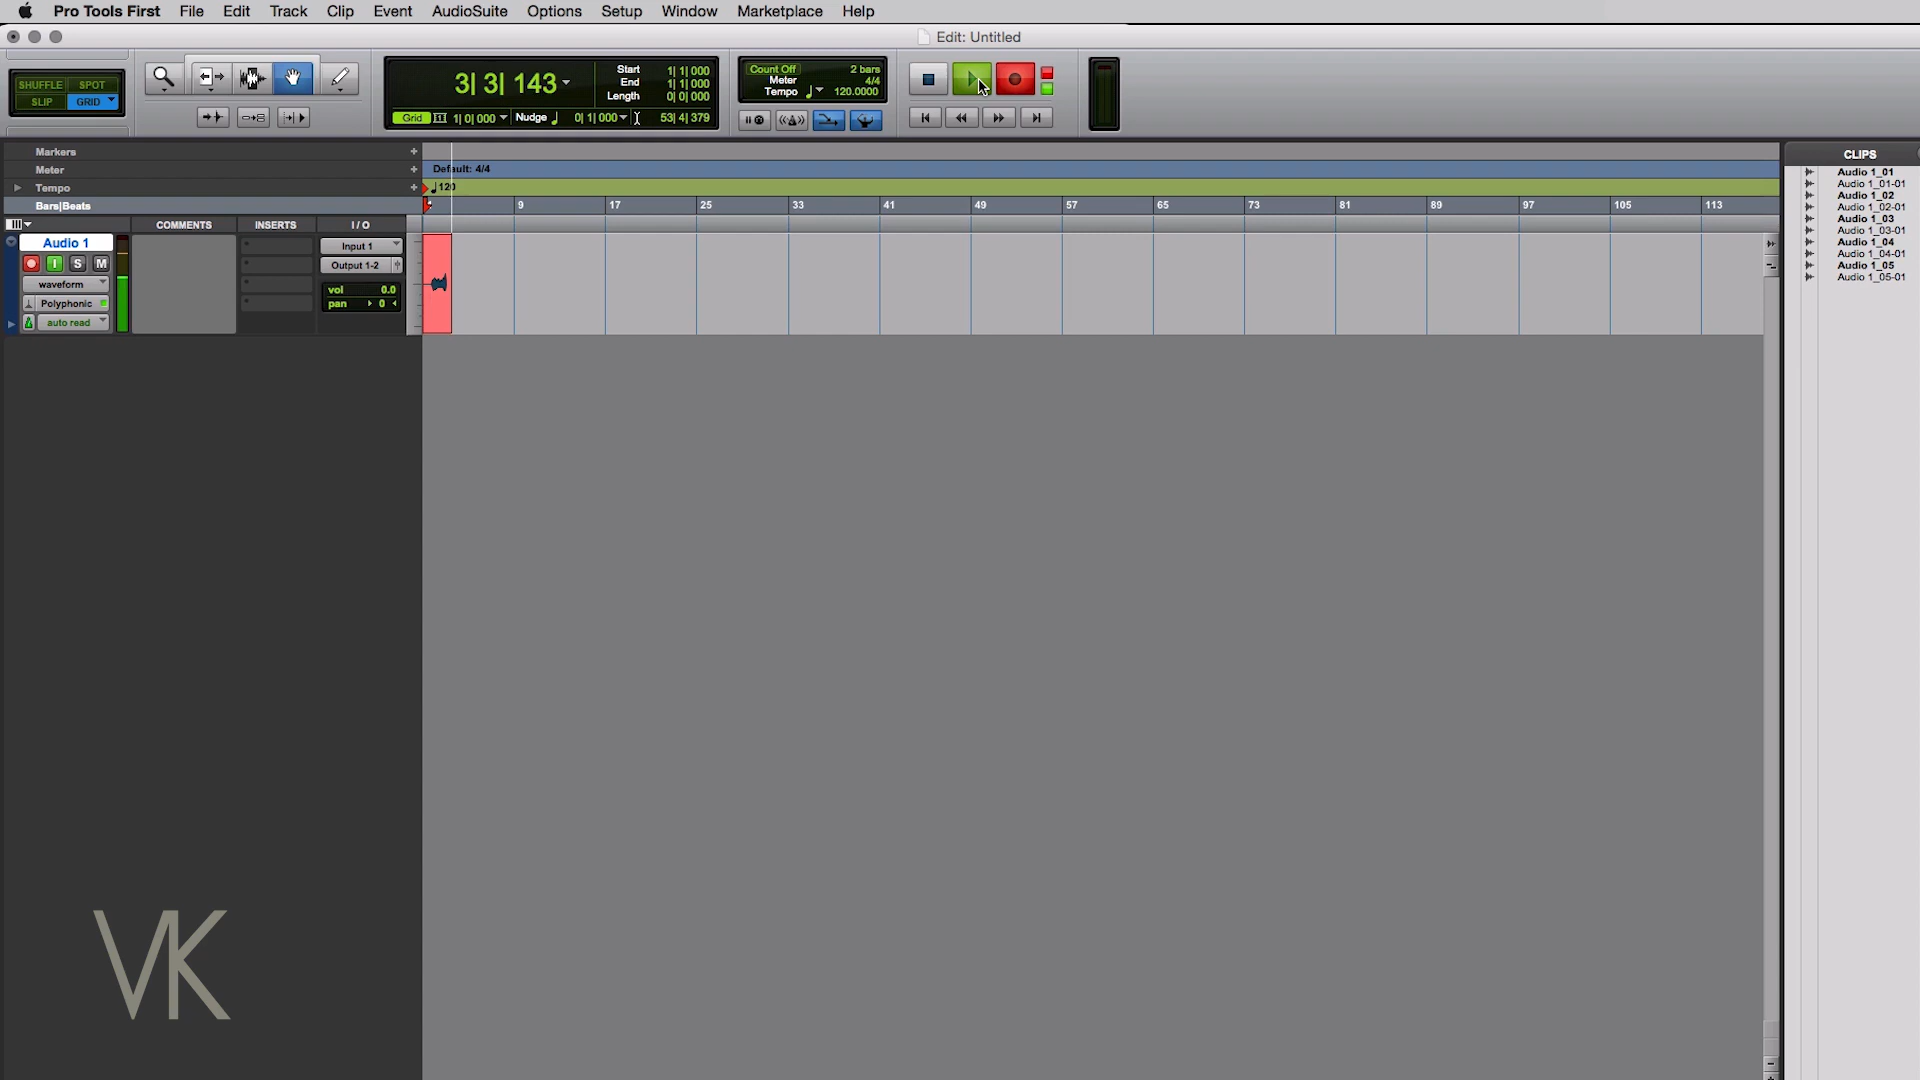 Pro Tools First File Edit Track Clip Event AudioSuite Options Setup Window Marketplace Help
Edit: Untitled
SHUFFLE SPOT
SLIP GRID
3| 3| 143
Start 1| 1| 000
End 1| 1| 000
Length 0| 0| 000
Grid 1| 0| 000 Nudge 0| 1| 000 53| 4| 379
Count Off 2 bars
Meter 4/4
Tempo 120.0000
Markers +
Meter + Default: 4/4
Tempo + 120
Bars|Beats 9 17 25 33 41 49 57 65 73 81 89 97 105 113
COMMENTS INSERTS I / O
Audio 1
I S M
waveform
Polyphonic
auto read
Input 1
Output 1-2
vol 0.0
pan 0
CLIPS
Audio 1_01
Audio 1_01-01
Audio 1_02
Audio 1_02-01
Audio 1_03
Audio 1_03-01
Audio 1_04
Audio 1_04-01
Audio 1_05
Audio 1_05-01
VK